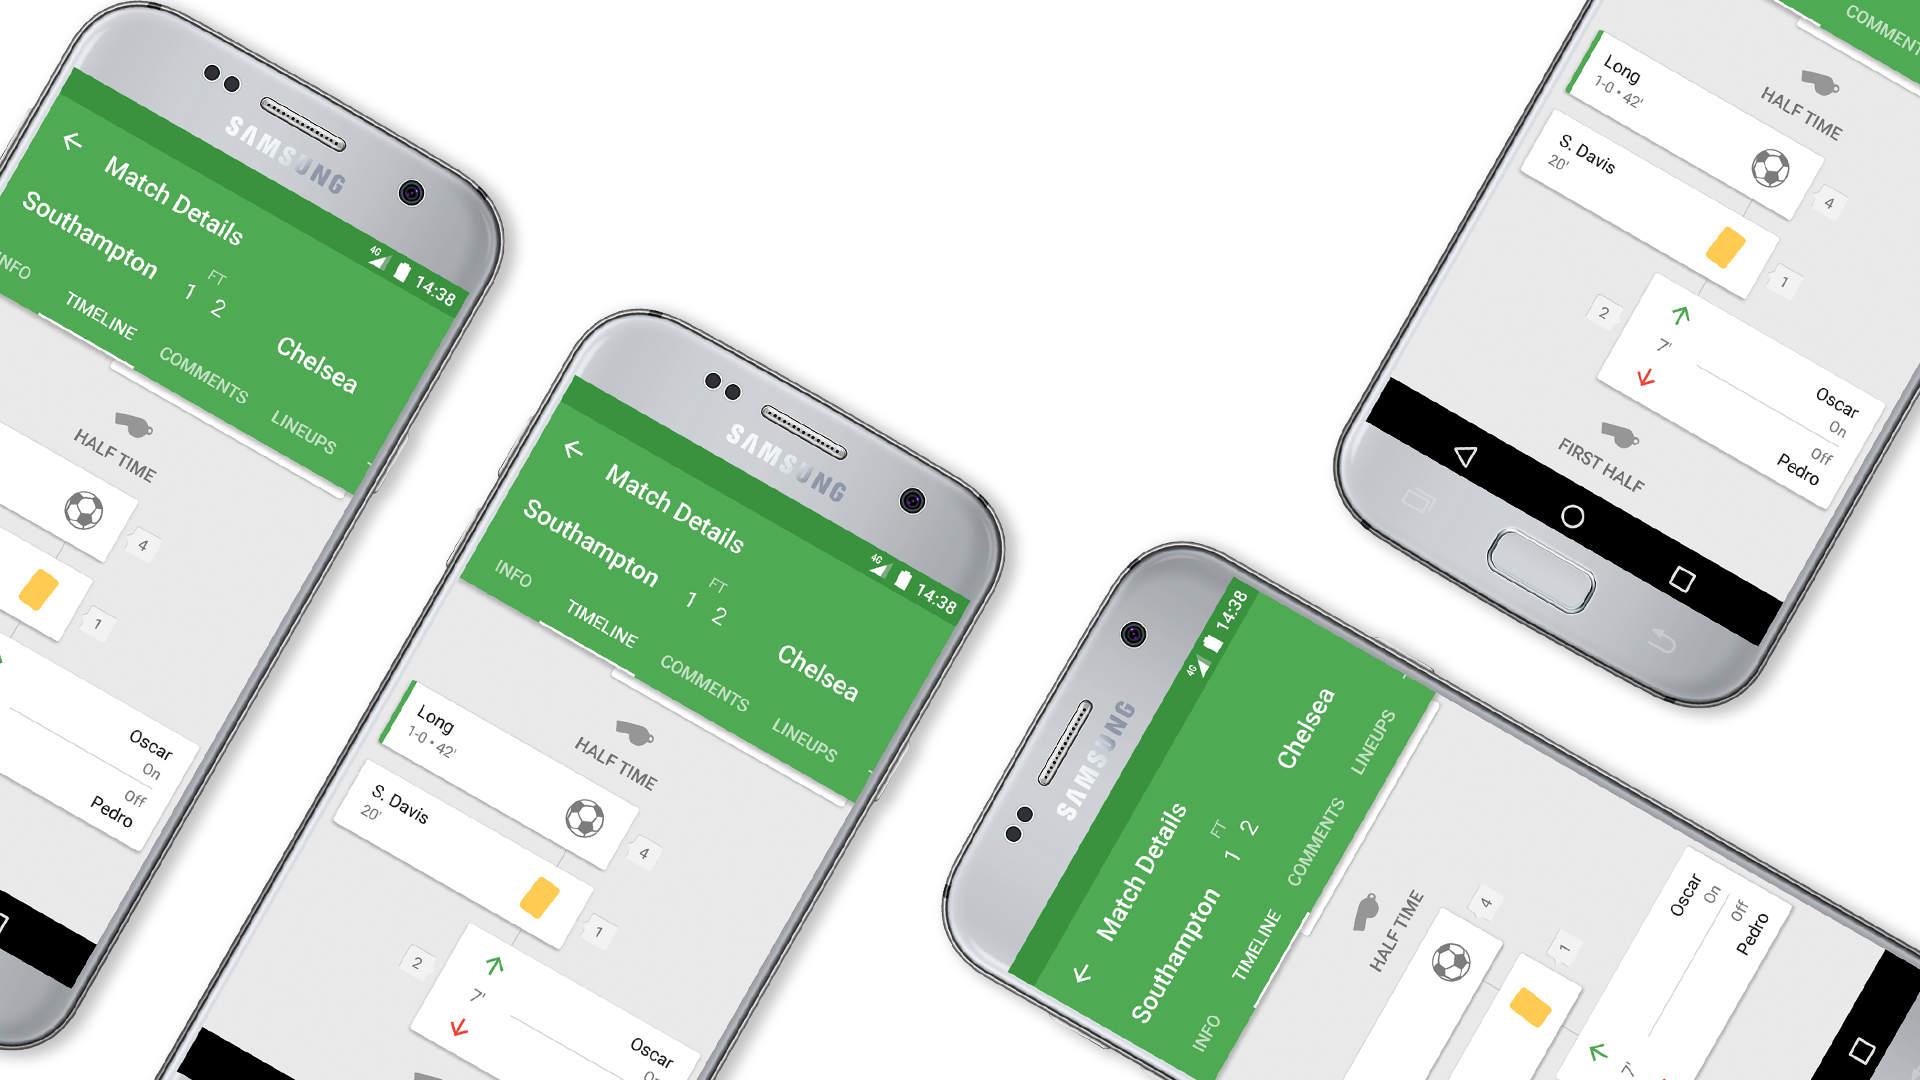 SAMSUNG
14:38
4G
Match Details
Southampton
FT
1 2
Chelsea
INFO
TIMELINE
COMMENTS
LINEUPS
HALF TIME
4
1
Oscar
On
Off
Pedro
SAMSUNG
14:38
4G
Match Details
Southampton
FT
1 2
Chelsea
INFO
TIMELINE
COMMENTS
LINEUPS
HALF TIME
Long
1-0 • 42'
4
S. Davis
20'
1
2
7'
Oscar
SAMSUNG
4G
14:38
Match Details
Southampton
FT
1 2
Chelsea
INFO
TIMELINE
COMMENTS
LINEUPS
HALF TIME
4
1
Oscar
On
Off
Pedro
7'
HALF TIME
Long
1-0 • 42'
4
S. Davis
20'
1
2
7'
Oscar
On
Off
Pedro
FIRST HALF